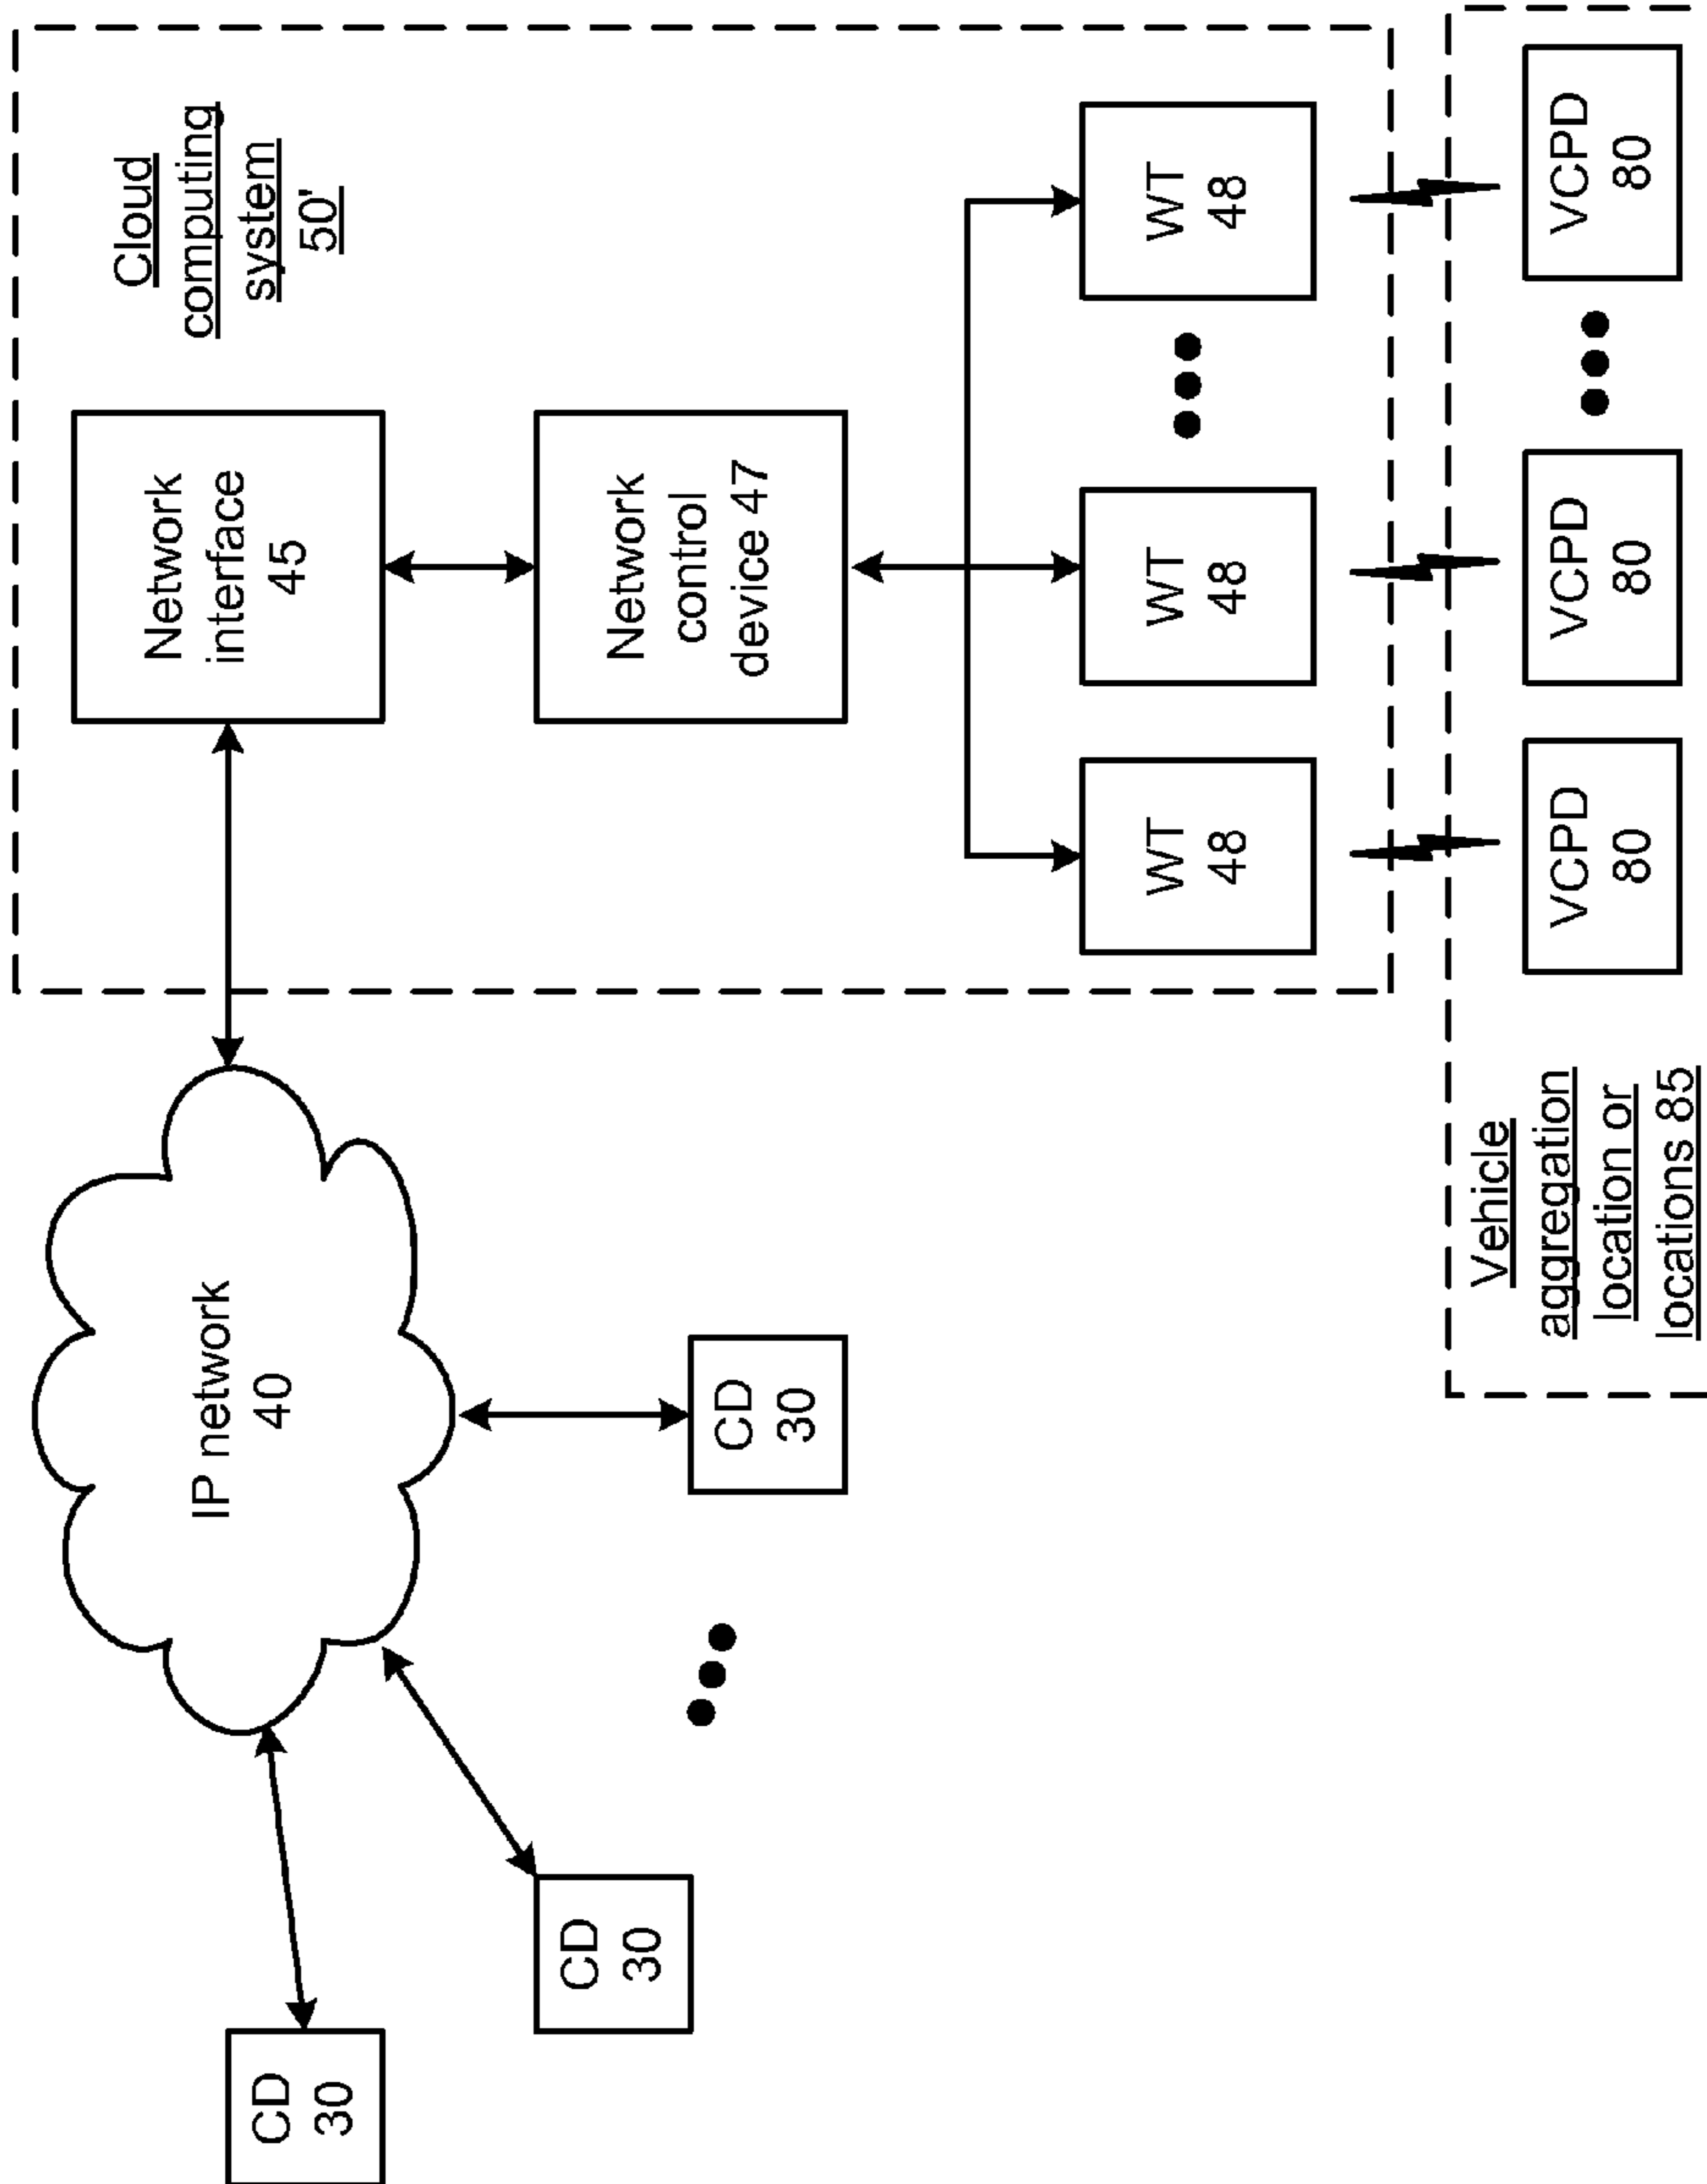 CD
30
CD
30
CD
30
IP network
40
Network
interface
45
Cloud
computing
system
50'
Network
control
device 47
WT
48
WT
48
WT
48
Vehicle
aggregation
location or
locations 85
VCPD
80
VCPD
80
VCPD
80